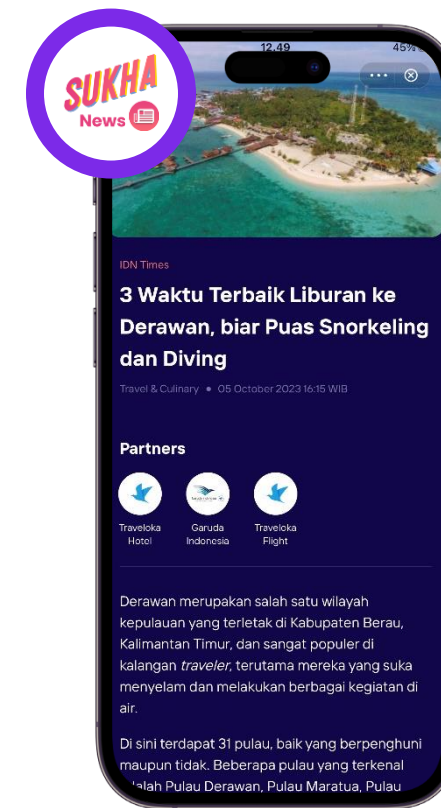 SUKHA
News
12.49
45%
IDN Times
3 Waktu Terbaik Liburan ke
Derawan, biar Puas Snorkeling
dan Diving
Travel & Culinary • 05 October 2023 16:15 WIB
Partners
Traveloka
Hotel
Garuda
Indonesia
Traveloka
Flight
Derawan merupakan salah satu wilayah
kepulauan yang terletak di Kabupaten Berau,
Kalimantan Timur, dan sangat populer di
kalangan traveler, terutama mereka yang suka
menyelam dan melakukan berbagai kegiatan di
air.
Di sini terdapat 31 pulau, baik yang berpenghuni
maupun tidak. Beberapa pulau yang terkenal
adalah Pulau Derawan, Pulau Maratua, Pulau